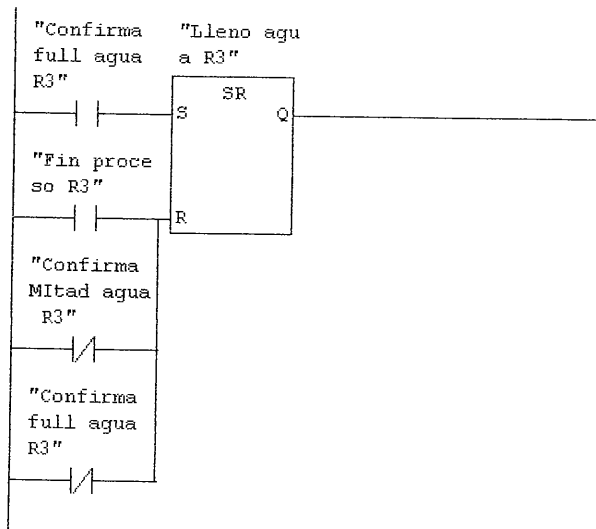 "Confirma
full agua
R3"
"Lleno agu
a R3"
SR
S
Q
"Fin proce
so R3"
R
"Confirma
MItad agua
R3"
"Confirma
full agua
R3"